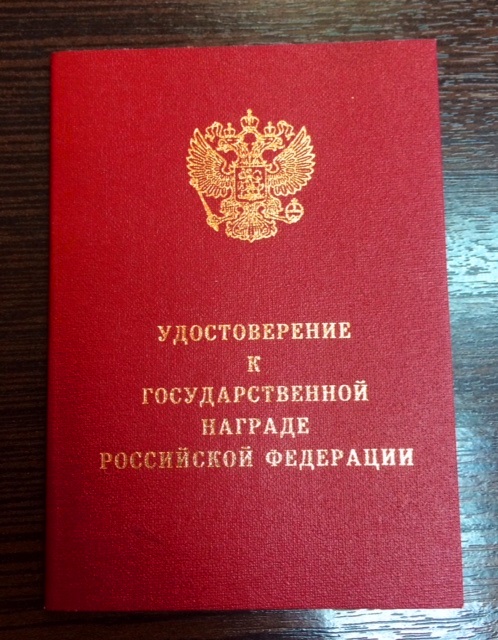 УДОСТОВЕРЕНИЕ
К
ГОСУДАРСТВЕННОЙ
НАГРАДЕ
РОССИЙСКОЙ ФЕДЕРАЦИИ